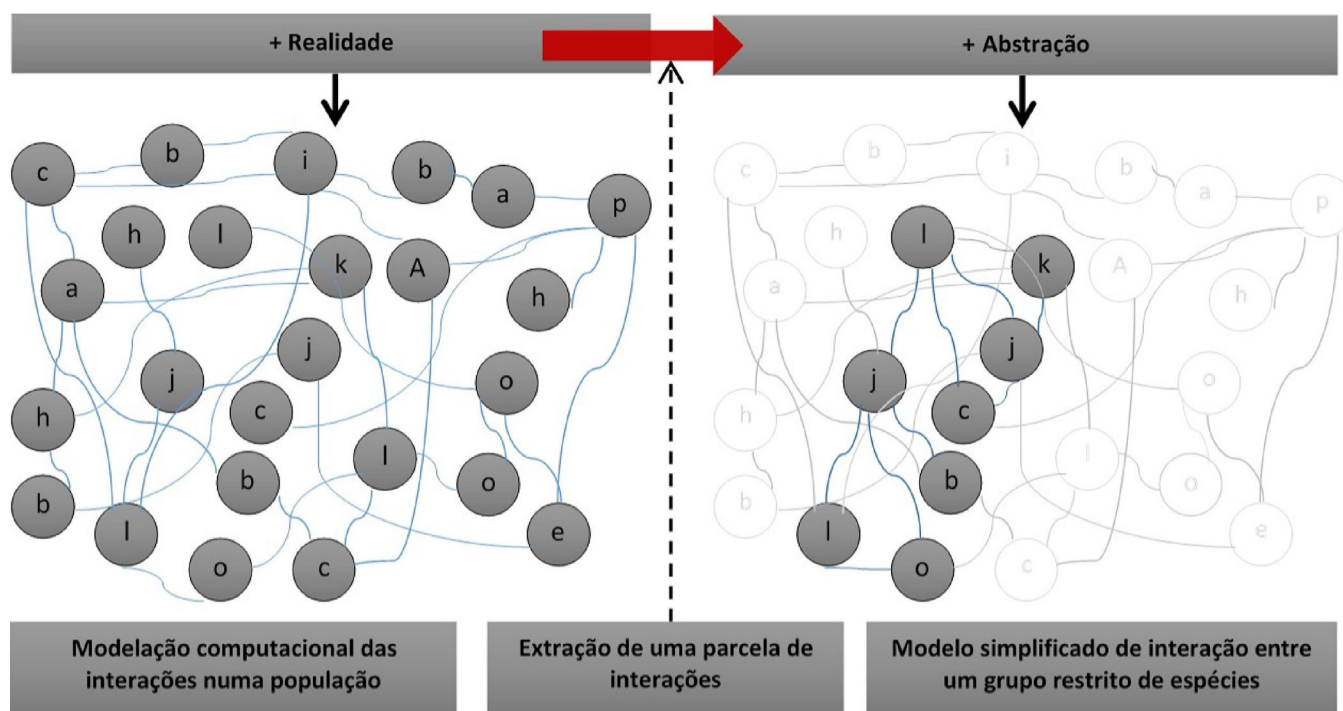 + Realidade
+ Abstração
c
b
i
b
a
p
h
l
k
A
h
a
j
j
o
h
c
l
b
o
b
l
o
c
e
c
b
i
b
a
p
h
l
k
A
h
a
j
j
o
h
c
l
b
o
b
l
o
c
e
Modelação computacional das
interações numa população
Extração de uma parcela de
interações
Modelo simplificado de interação entre
um grupo restrito de espécies